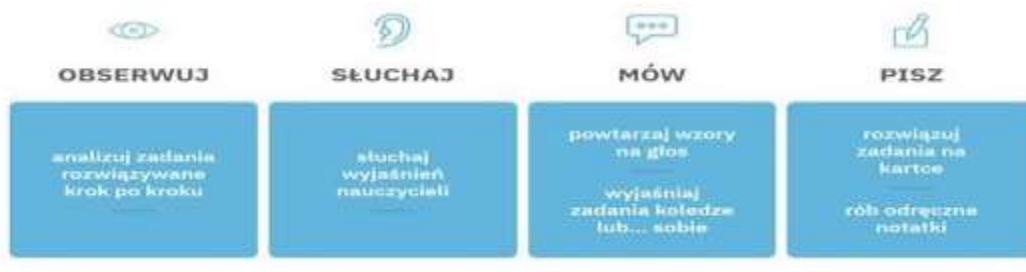 OBSERWUJ
SŁUCHAJ
MÓW
PISZ
analizuj zadania
rozwiązywane
krok po kroku
słuchaj
wyjaśnień
nauczycieli
powtarzaj wzory
na głos
wyjaśniaj
zadania koledze
lub... sobie
rozwiązuj
zadania na
kartce
rób odręczne
notatki